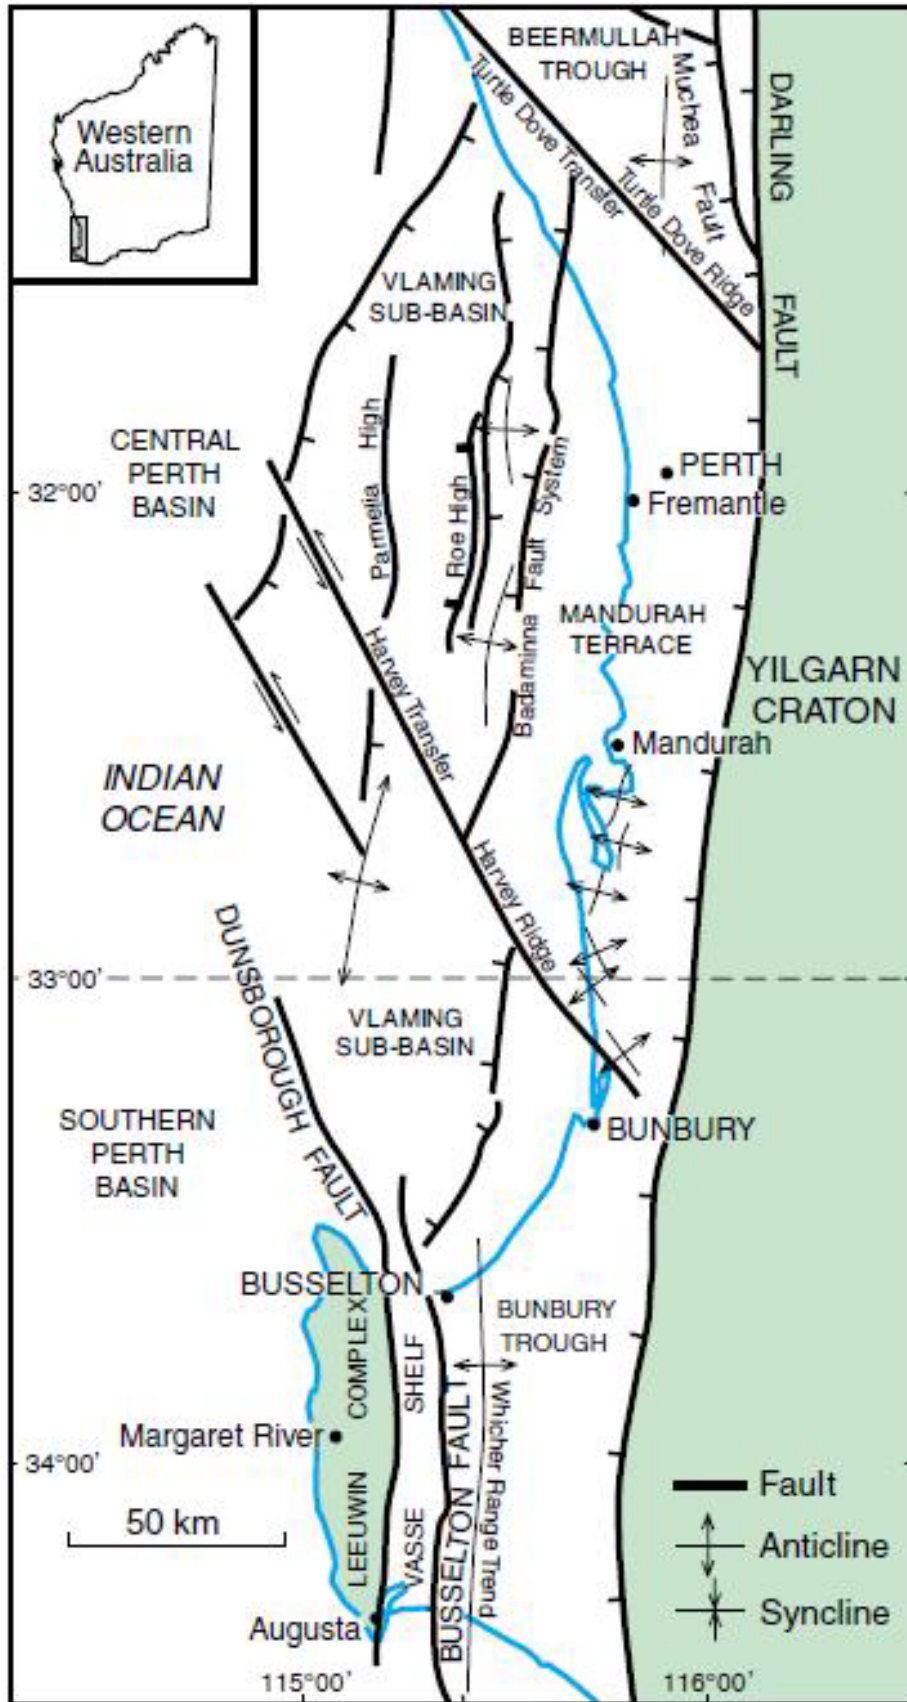 Western
Australia
BEERMULLAH
TROUGH
Muchea
Fault
DARLING
FAULT
Turtle Dove Transfer
Turtle Dove Ridge
VLAMING
SUB-BASIN
CENTRAL
PERTH
BASIN
32°00'
Parmelia High
Roe High
Badaminna Fault System
PERTH
Fremantle
MANDURAH
TERRACE
YILGARN
CRATON
Harvey Transfer
Mandurah
INDIAN
OCEAN
Harvey Ridge
DUNSBOROUGH FAULT
33°00'
VLAMING
SUB-BASIN
SOUTHERN
PERTH
BASIN
BUNBURY
BUSSELTON
BUNBURY
TROUGH
LEEUWIN COMPLEX
VASSE SHELF
BUSSELTON FAULT
Whicher Range Trend
Margaret River
34°00'
50 km
Augusta
Fault
Anticline
Syncline
115°00'
116°00'